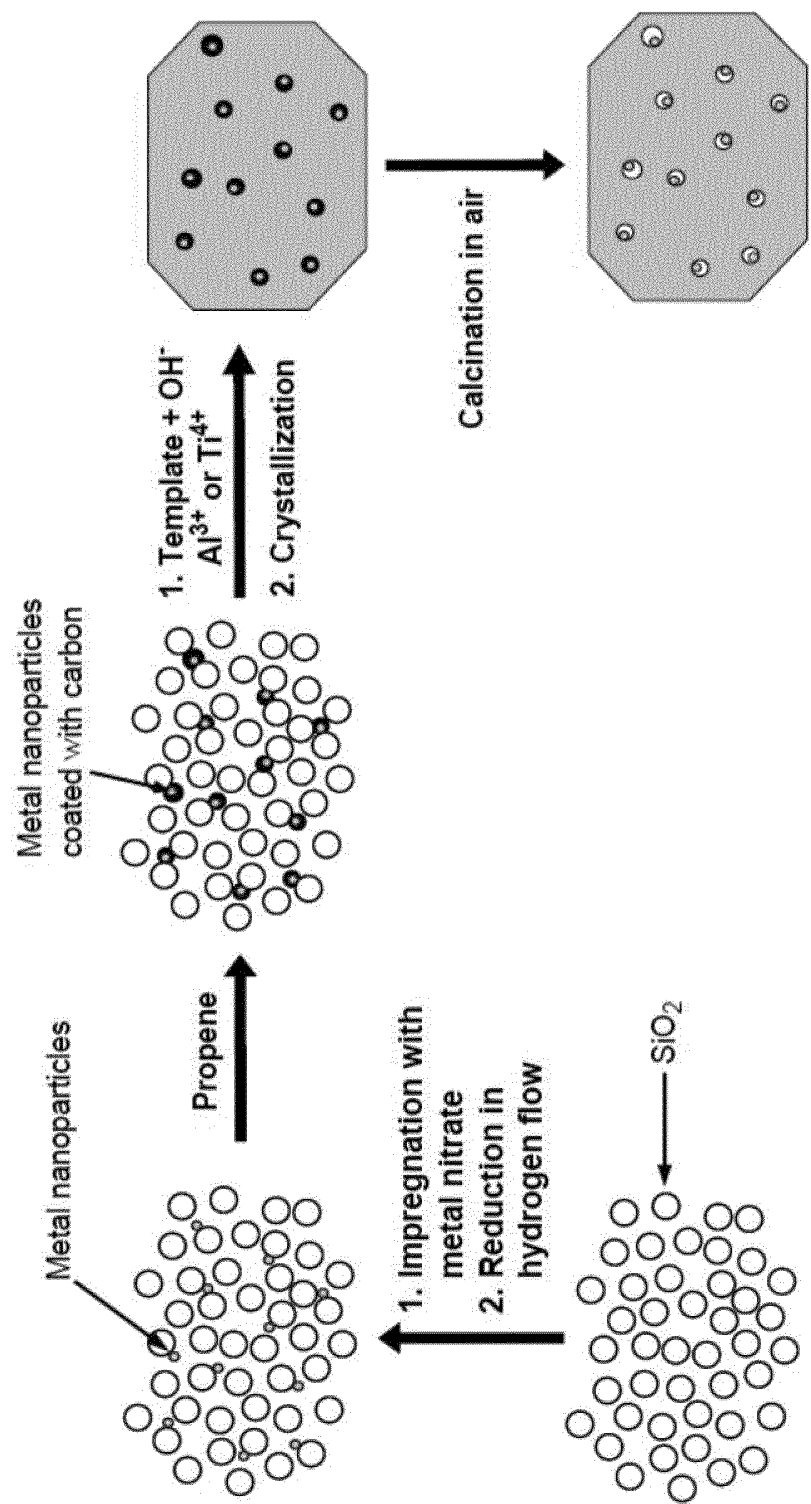 SiO₂
1. Impregnation with
metal nitrate
2. Reduction in
hydrogen flow
Metal nanoparticles
Propene
Metal nanoparticles
coated with carbon
1. Template + OH⁻
Al³⁺ or Ti⁴⁺
2. Crystallization
Calcination in air